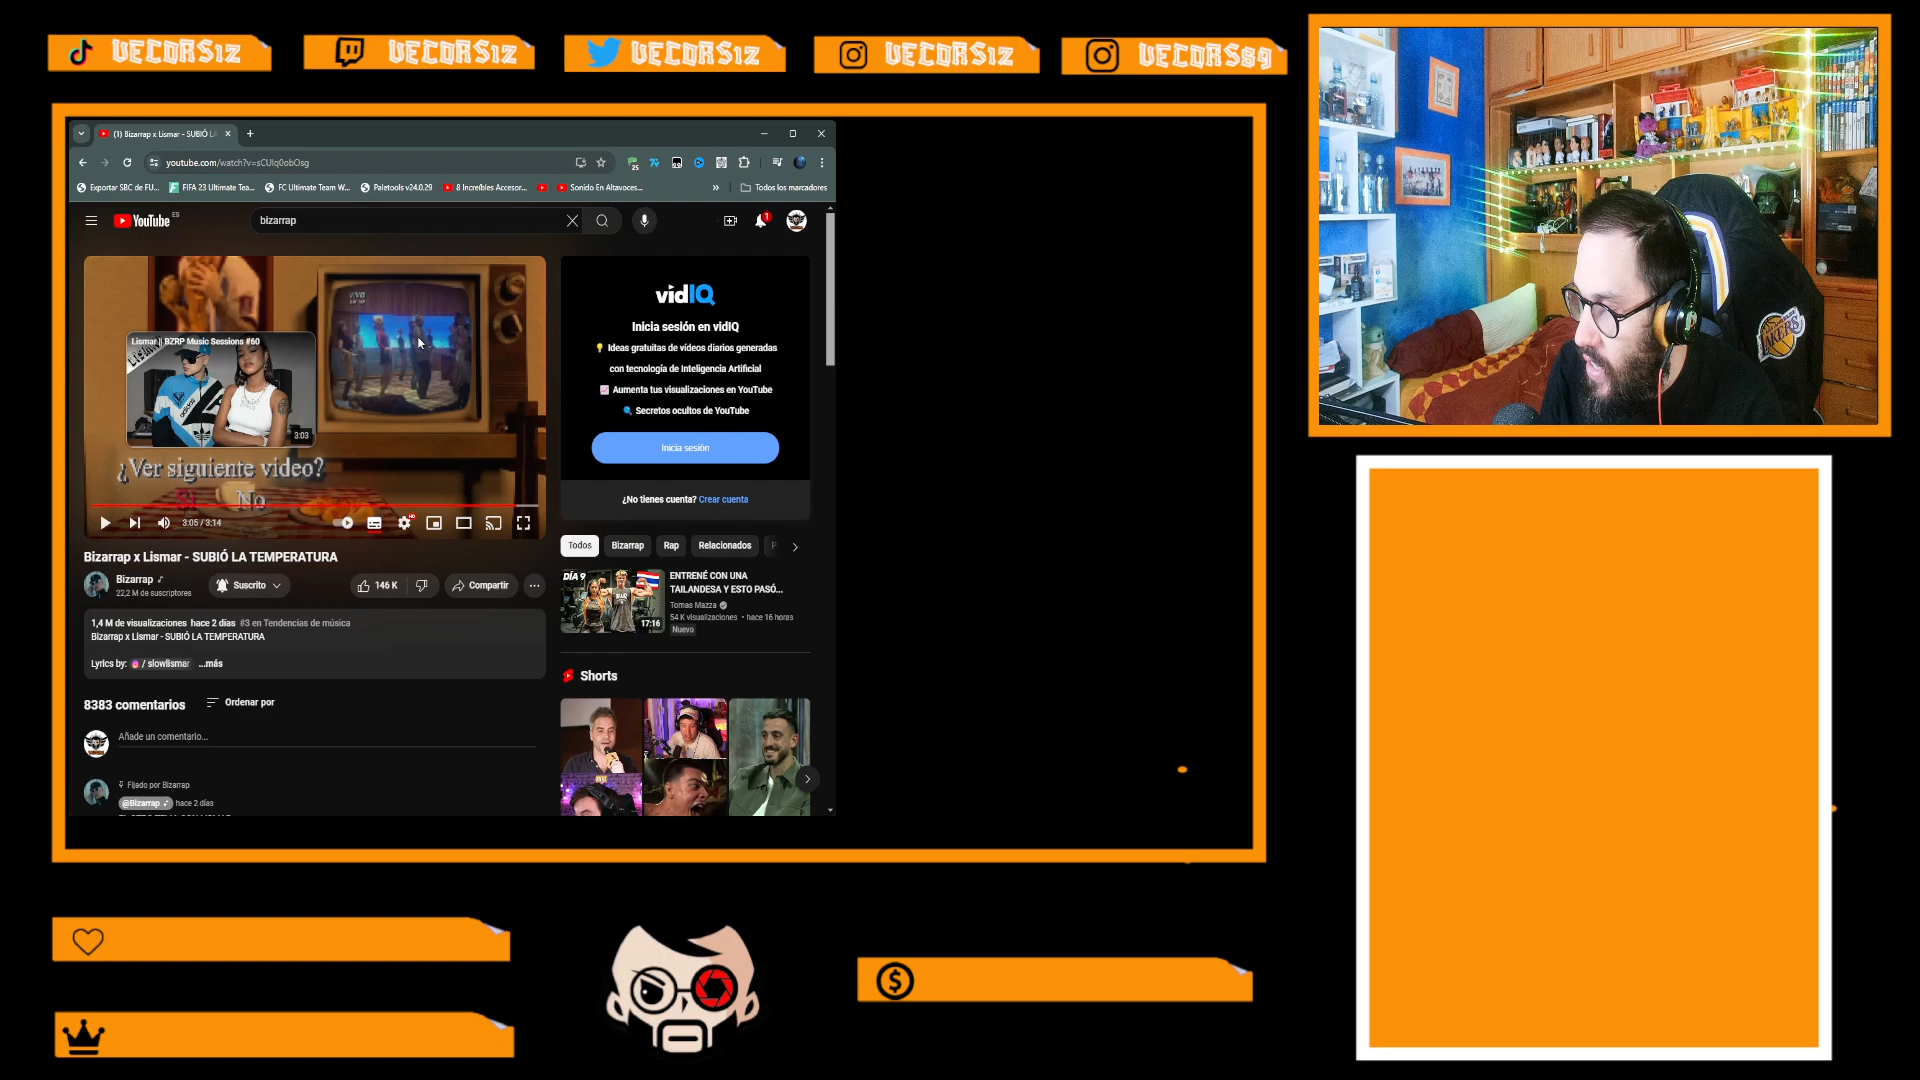 VECORS1Z
VECORS1Z
VECORS1Z
VECORS1Z
VECORS89
(1) Bizarrap x Lismar - SUBIÓ LA
youtube.com/watch?v=sCUIq0obOsg
25
Exportar SBC de FU...
FIFA 23 Ultimate Tea...
FC Ultimate Team W...
Paletools v24.0.29
8 Increíbles Accesor...
Sonido En Altavoces...
»
Todos los marcadores
YouTube ES
bizarrap
1
Lismar || BZRP Music Sessions #60
3:03
¿Ver siguiente video?
Sí No
3:05 / 3:14
HD
vidIQ
Inicia sesión en vidIQ
Ideas gratuitas de vídeos diarios generadas
con tecnología de Inteligencia Artificial
Aumenta tus visualizaciones en YouTube
Secretos ocultos de YouTube
Inicia sesión
¿No tienes cuenta? Crear cuenta
Bizarrap x Lismar - SUBIÓ LA TEMPERATURA
Bizarrap
22,2 M de suscriptores
Suscrito
146 K
Compartir
1,4 M de visualizaciones hace 2 días #3 en Tendencias de música
Bizarrap x Lismar - SUBIÓ LA TEMPERATURA
Lyrics by: / slowlismar ...más
8383 comentarios
Ordenar por
Añade un comentario...
Fijado por Bizarrap
@Bizarrap hace 2 días
Todos
Bizarrap
Rap
Relacionados
DÍA 9
17:16
ENTRENÉ CON UNA
TAILANDESA Y ESTO PASÓ...
Tomas Mazza
54 K visualizaciones • hace 16 horas
Nuevo
Shorts
LAKERS